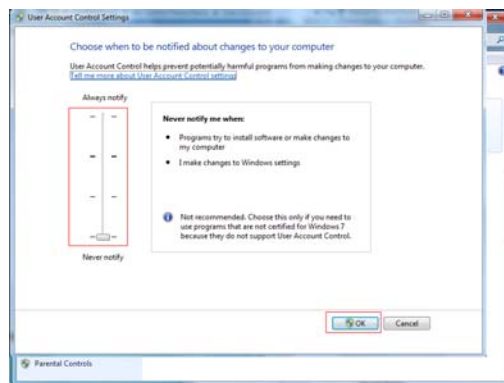 User Account Control Settings
Choose when to be notified about changes to your computer
User Account Control helps prevent potentially harmful programs from making changes to your computer.
Tell me more about User Account Control settings
Always notify
Never notify me when:
• Programs try to install software or make changes to
my computer
• I make changes to Windows settings
Not recommended. Choose this only if you need to
use programs that are not certified for Windows 7
because they do not support User Account Control.
Never notify
OK
Cancel
Parental Controls